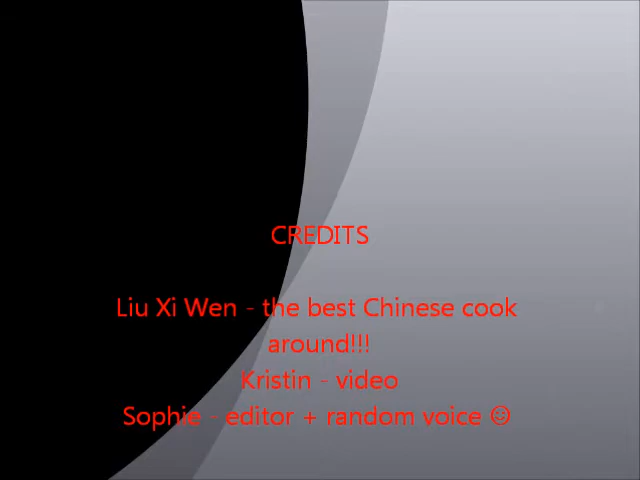 CREDITS
Liu Xi Wen - the best Chinese cook
around!!!
Kristin - video
Sophie - editor + random voice ☺